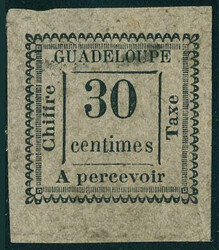 GUADELOUPE
Chiffre
30
centimes
Taxe
A percevoir